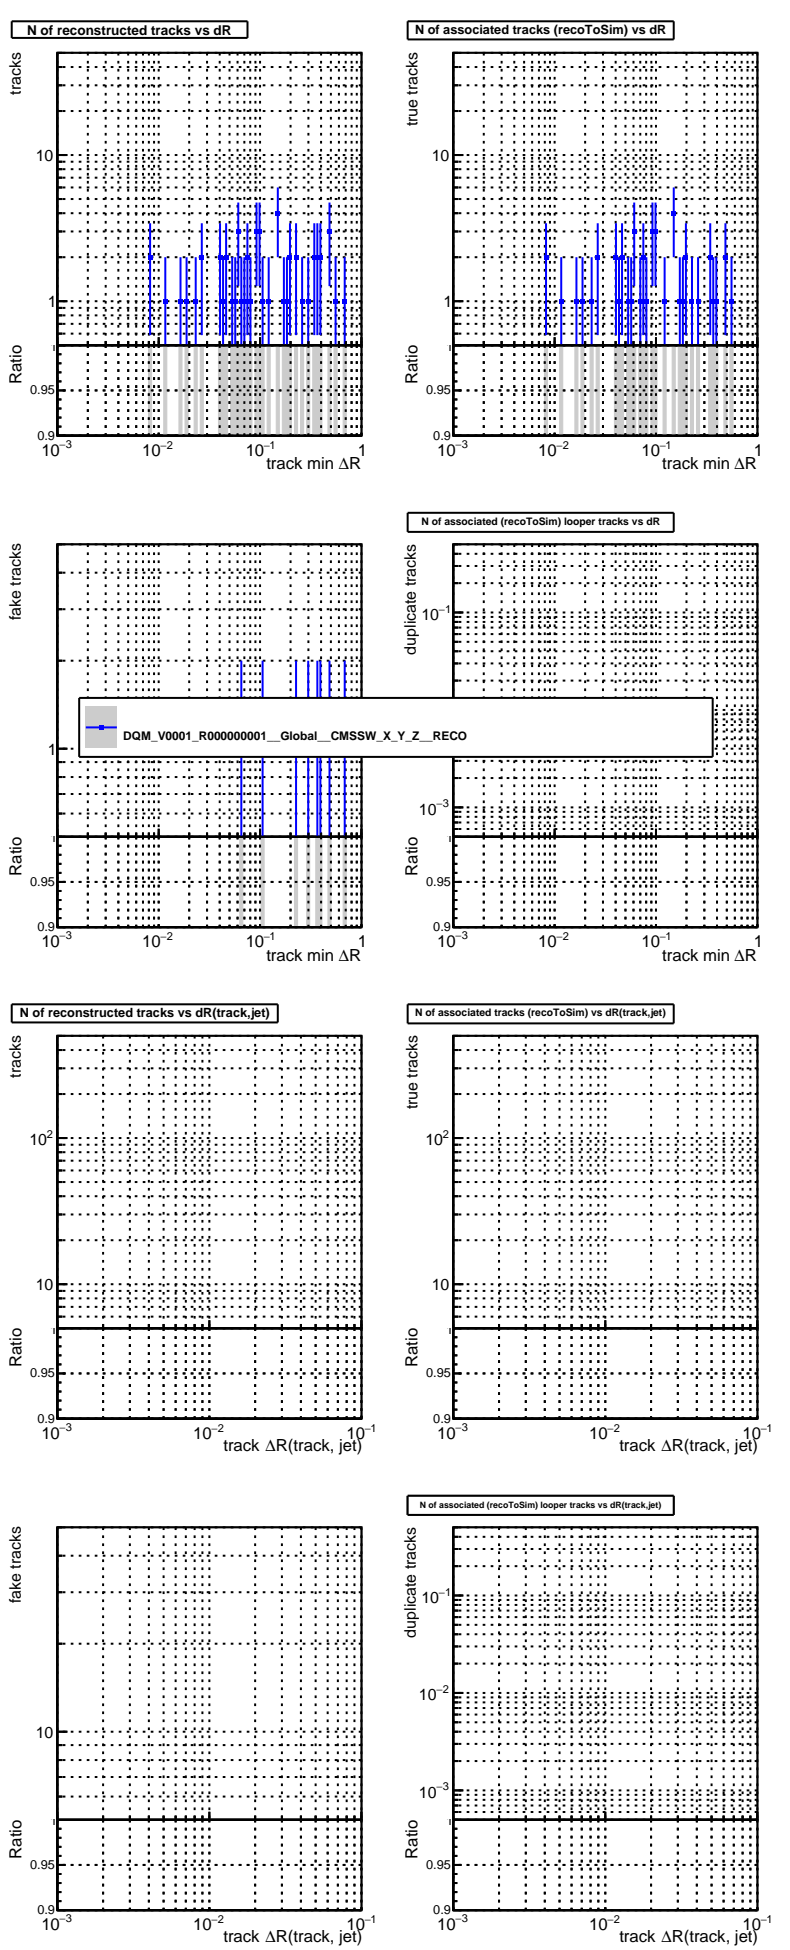 N of reconstructed tracks vs dR
tracks
10
1
Ratio
1
0.95
0.9
10−3
10−2
10−1
1
track min ΔR
N of associated tracks (recoToSim) vs dR
true tracks
10
1
Ratio
1
0.95
0.9
10−3
10−2
10−1
1
track min ΔR
fake tracks
1
Ratio
1
0.95
0.9
10−3
10−2
10−1
1
track min ΔR
N of associated (recoToSim) looper tracks vs dR
duplicate tracks
10−1
10−3
Ratio
1
0.95
0.9
10−3
10−2
10−1
1
track min ΔR
DQM_V0001_R000000001__Global__CMSSW_X_Y_Z__RECO
N of reconstructed tracks vs dR(track,jet)
tracks
10²
10
Ratio
1
0.95
0.9
10−3
10−2
10−1
track ΔR(track, jet)
N of associated tracks (recoToSim) vs dR(track,jet)
true tracks
10²
10
Ratio
1
0.95
0.9
10−3
10−2
10−1
track ΔR(track, jet)
fake tracks
10
Ratio
1
0.95
0.9
10−3
10−2
10−1
track ΔR(track, jet)
N of associated (recoToSim) looper tracks vs dR(track,jet)
duplicate tracks
10−1
10−2
10−3
Ratio
1
0.95
0.9
10−3
10−2
10−1
track ΔR(track, jet)